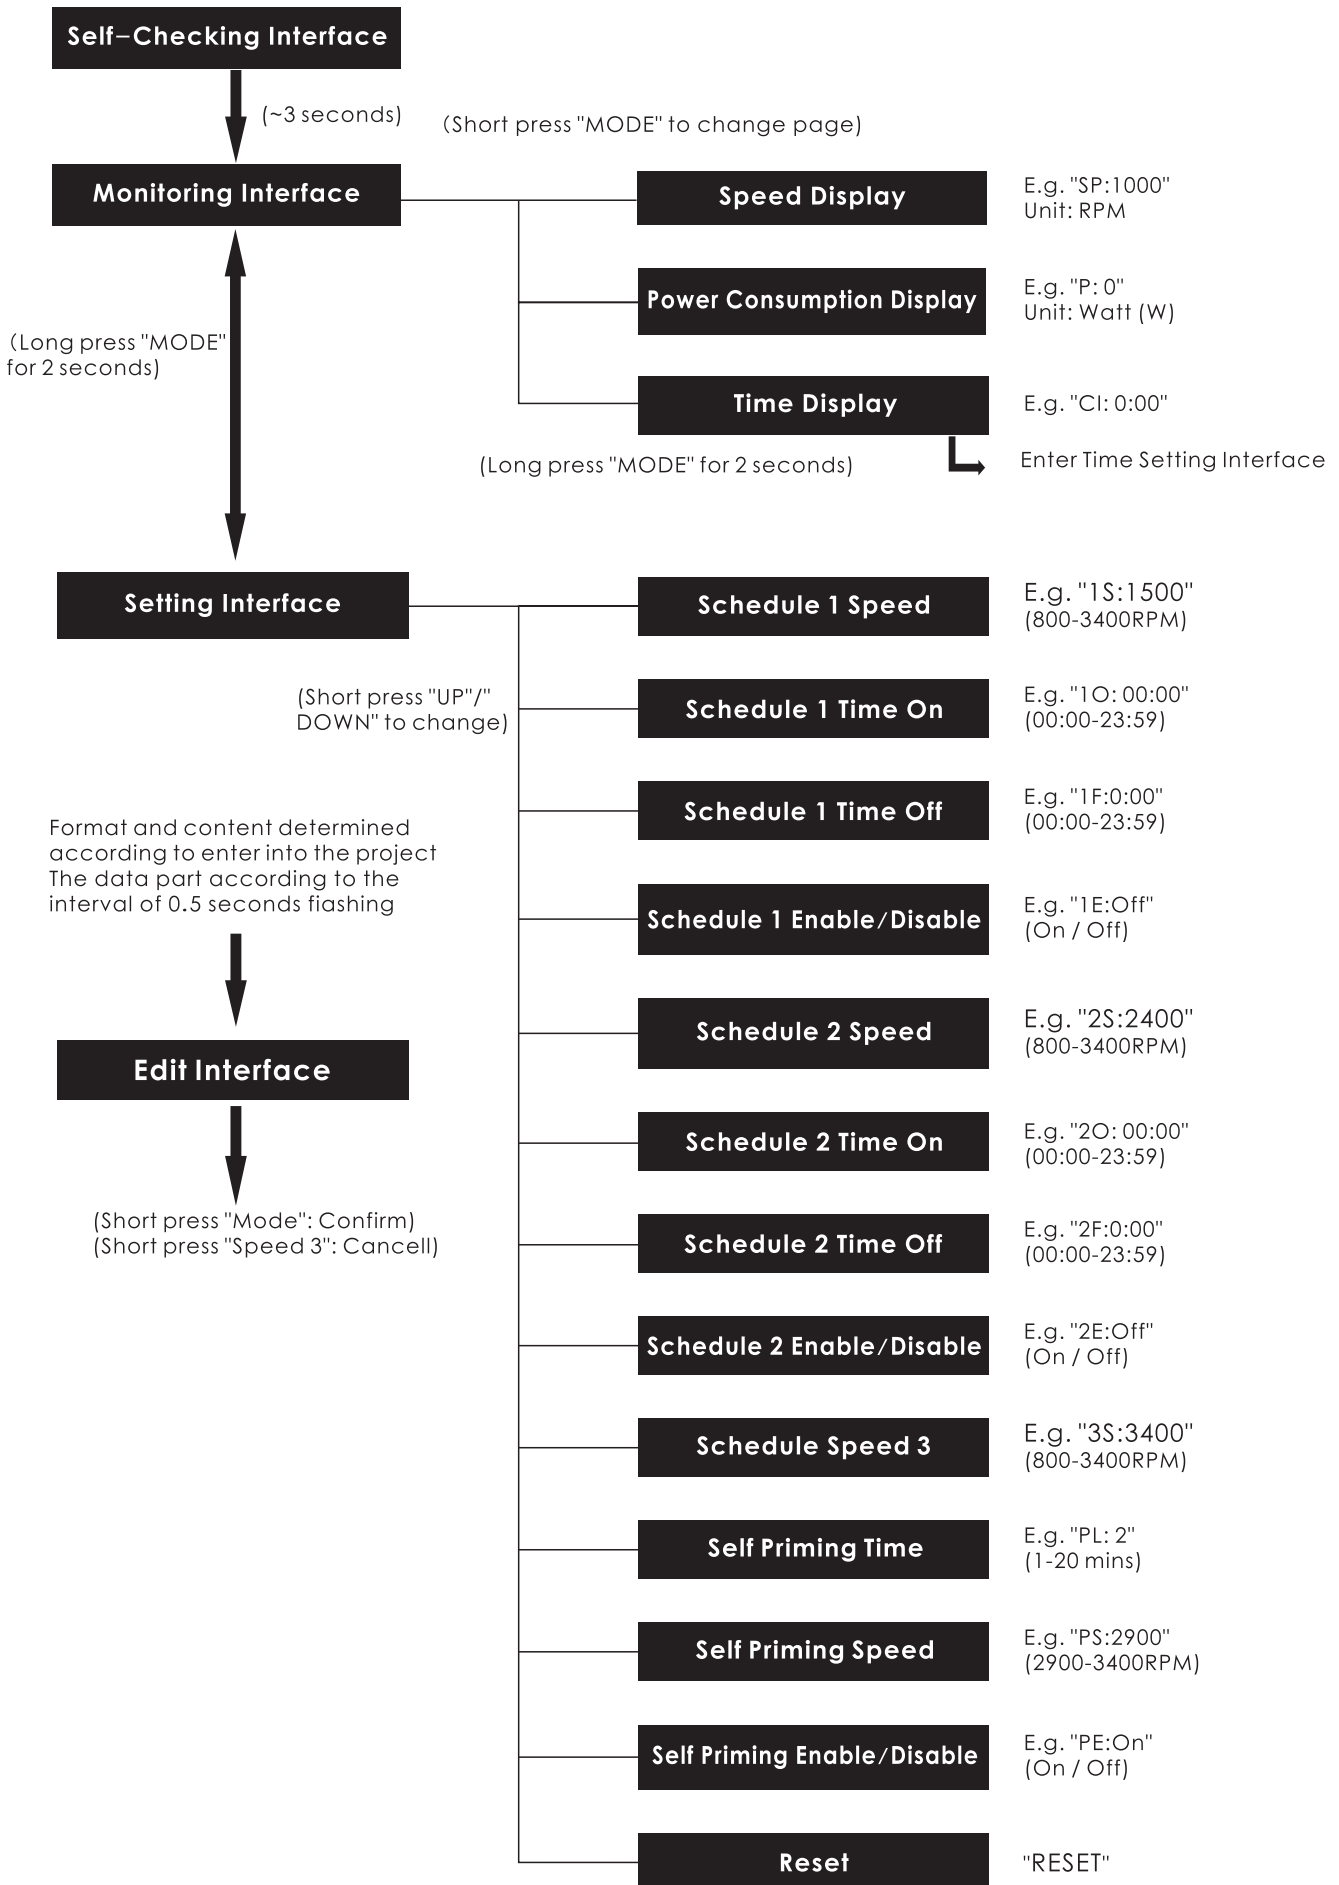 Self-Checking Interface
(~3 seconds)
(Short press "MODE" to change page)
Monitoring Interface
Speed Display
E.g. "SP:1000"
Unit: RPM
Power Consumption Display
E.g. "P: 0"
Unit: Watt (W)
(Long press "MODE"
for 2 seconds)
Time Display
E.g. "CI: 0:00"
(Long press "MODE" for 2 seconds)
Enter Time Setting Interface
Setting Interface
Schedule 1 Speed
E.g. "1S:1500"
(800-3400RPM)
(Short press "UP"/"
DOWN" to change)
Schedule 1 Time On
E.g. "1O: 00:00"
(00:00-23:59)
Schedule 1 Time Off
E.g. "1F:0:00"
(00:00-23:59)
Format and content determined
according to enter into the project
The data part according to the
interval of 0.5 seconds fiashing
Schedule 1 Enable/Disable
E.g. "1E:Off"
(On / Off)
Schedule 2 Speed
E.g. "2S:2400"
(800-3400RPM)
Edit Interface
Schedule 2 Time On
E.g. "2O: 00:00"
(00:00-23:59)
(Short press "Mode": Confirm)
(Short press "Speed 3": Cancell)
Schedule 2 Time Off
E.g. "2F:0:00"
(00:00-23:59)
Schedule 2 Enable/Disable
E.g. "2E:Off"
(On / Off)
Schedule Speed 3
E.g. "3S:3400"
(800-3400RPM)
Self Priming Time
E.g. "PL: 2"
(1-20 mins)
Self Priming Speed
E.g. "PS:2900"
(2900-3400RPM)
Self Priming Enable/Disable
E.g. "PE:On"
(On / Off)
Reset
"RESET"